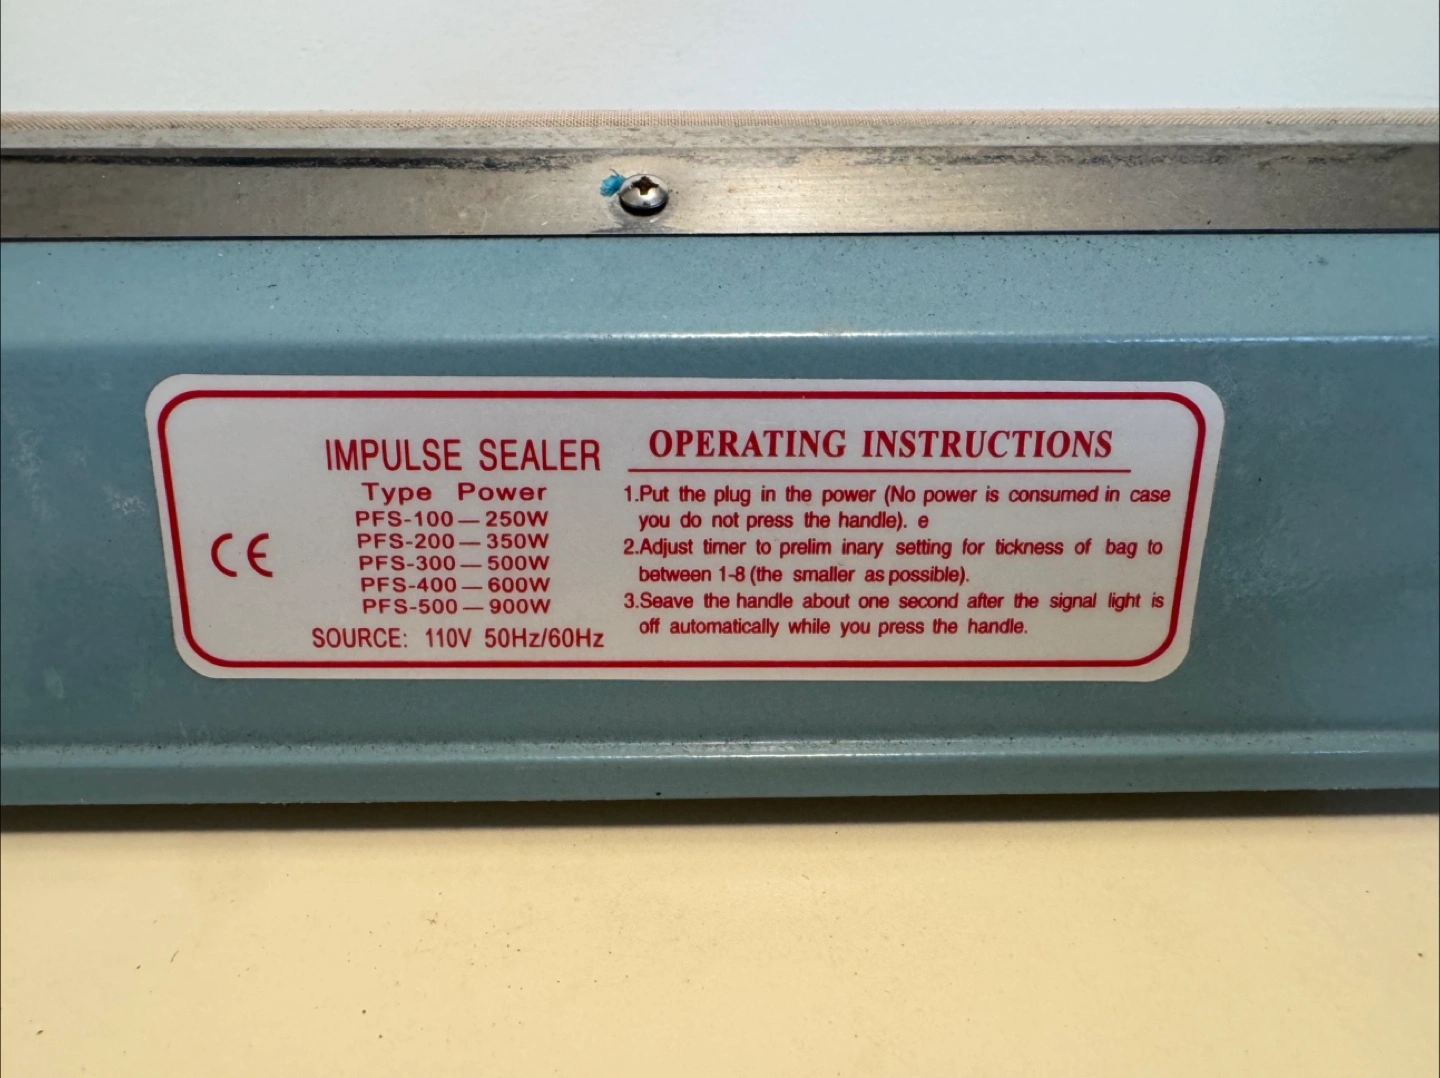 IMPULSE SEALER
Type Power
PFS-100—250W
PFS-200—350W
PFS-300—500W
PFS-400—600W
PFS-500—900W
SOURCE: 110V 50Hz/60Hz
CE
OPERATING INSTRUCTIONS
1.Put the plug in the power (No power is consumed in case
you do not press the handle). e
2.Adjust timer to prelim inary setting for tickness of bag to
between 1-8 (the smaller as possible).
3.Seave the handle about one second after the signal light is
off automatically while you press the handle.